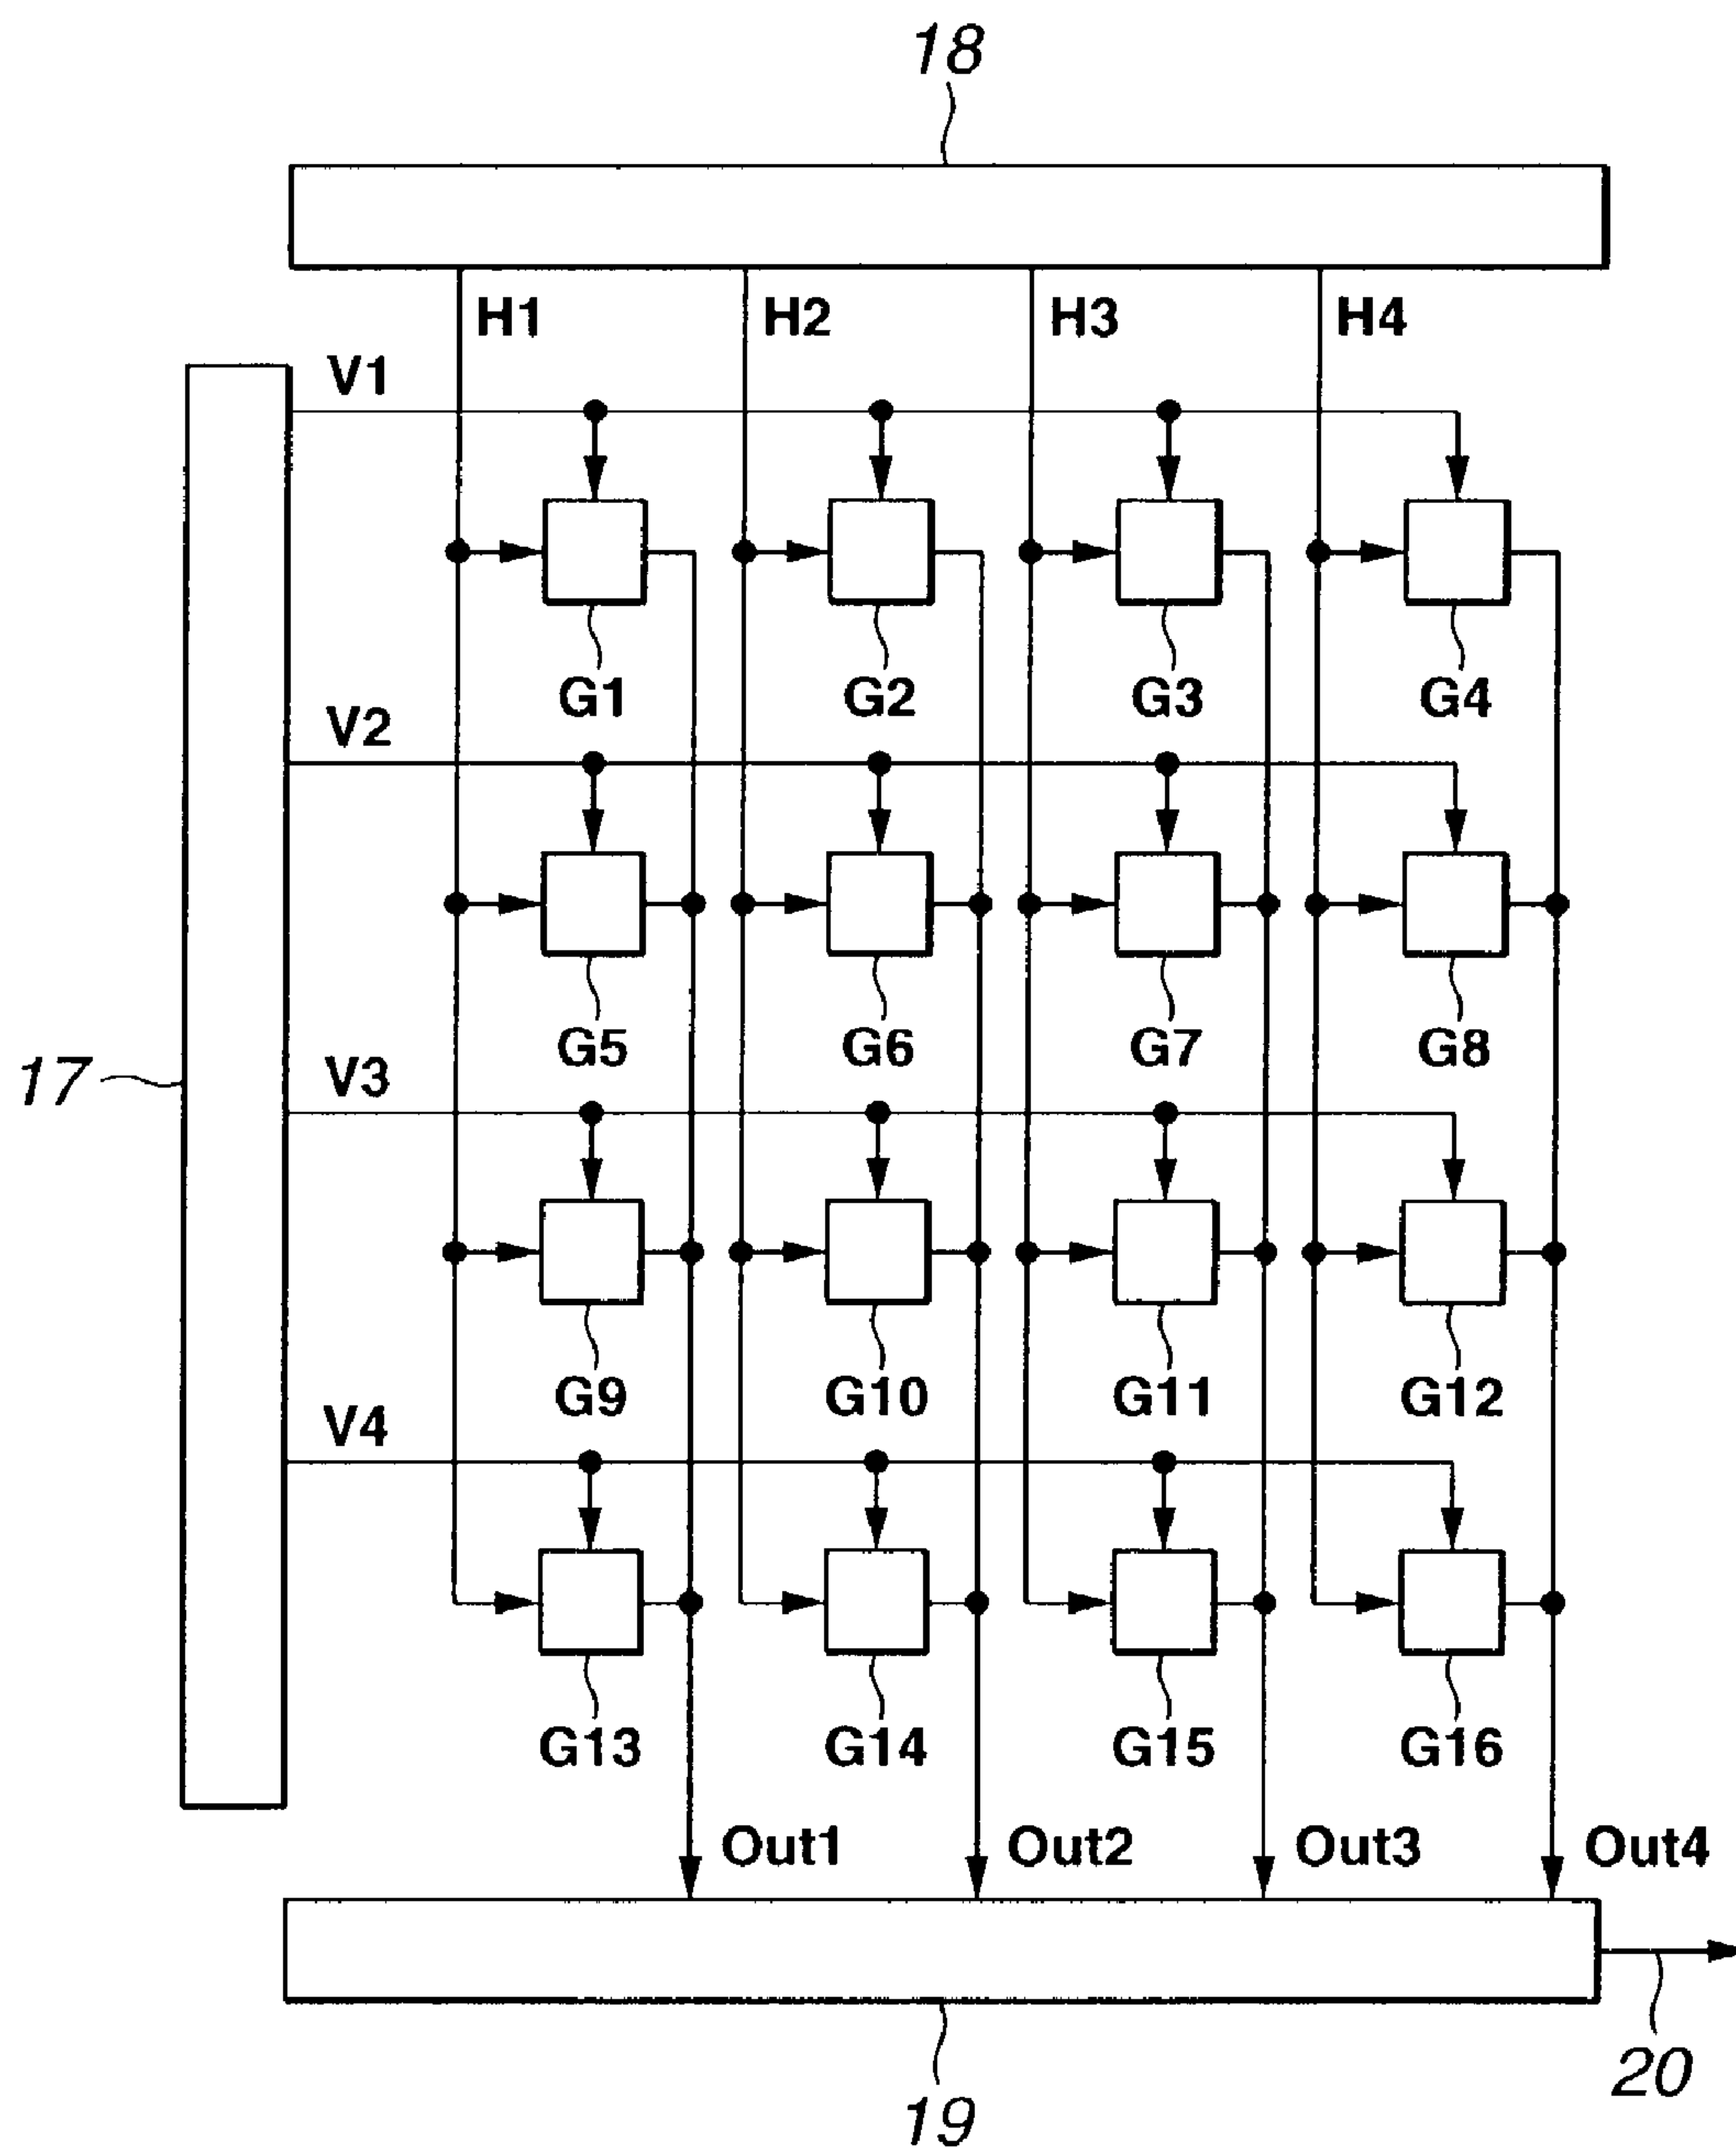 18
H1 H2 H3 H4
V1
G1 G2 G3 G4
V2
G5 G6 G7 G8
17
V3
G9 G10 G11 G12
V4
G13 G14 G15 G16
Out1 Out2 Out3 Out4
20
19